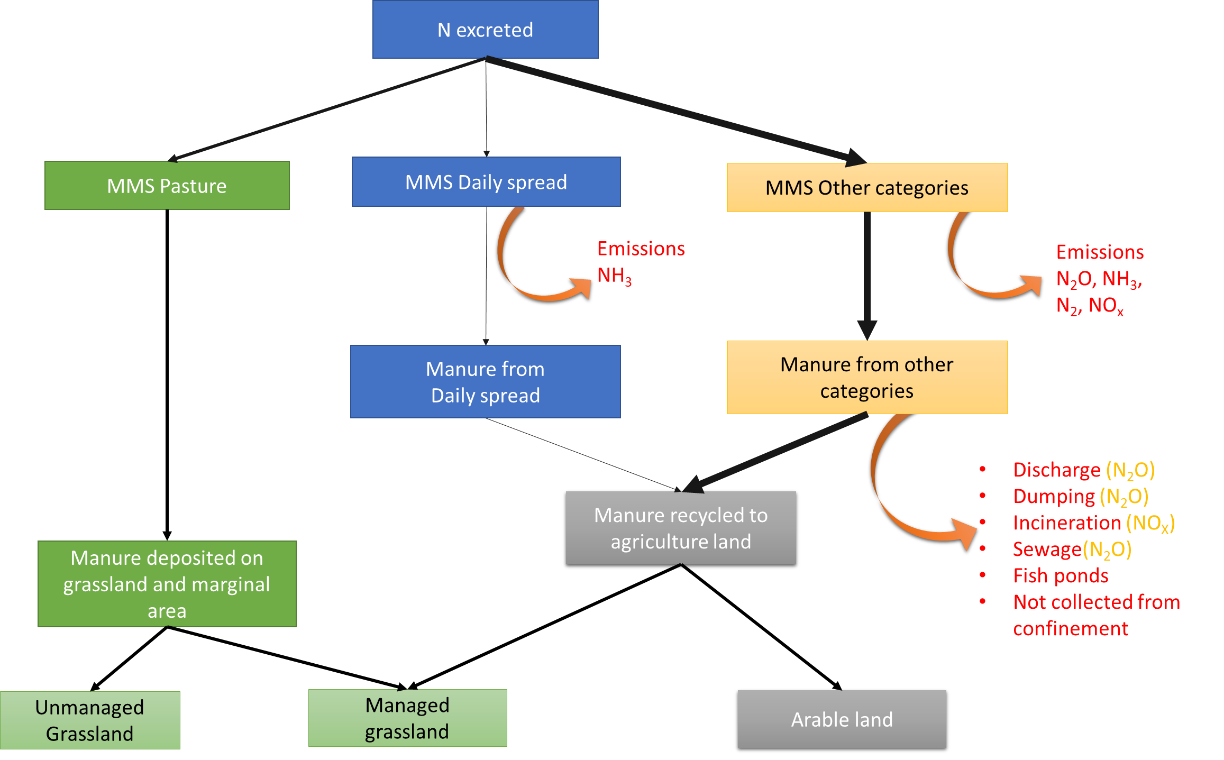 N excreted
MMS Pasture
MMS Daily spread
MMS Other categories
Emissions
NH₃
Emissions
N₂O, NH₃,
N₂, NOₓ
Manure from
Daily spread
Manure from other
categories
• Discharge (N₂O)
• Dumping (N₂O)
• Incineration (NOₓ)
• Sewage(N₂O)
• Fish ponds
• Not collected from
confinement
Manure recycled to
agriculture land
Manure deposited on
grassland and marginal
area
Unmanaged
Grassland
Managed
grassland
Arable land